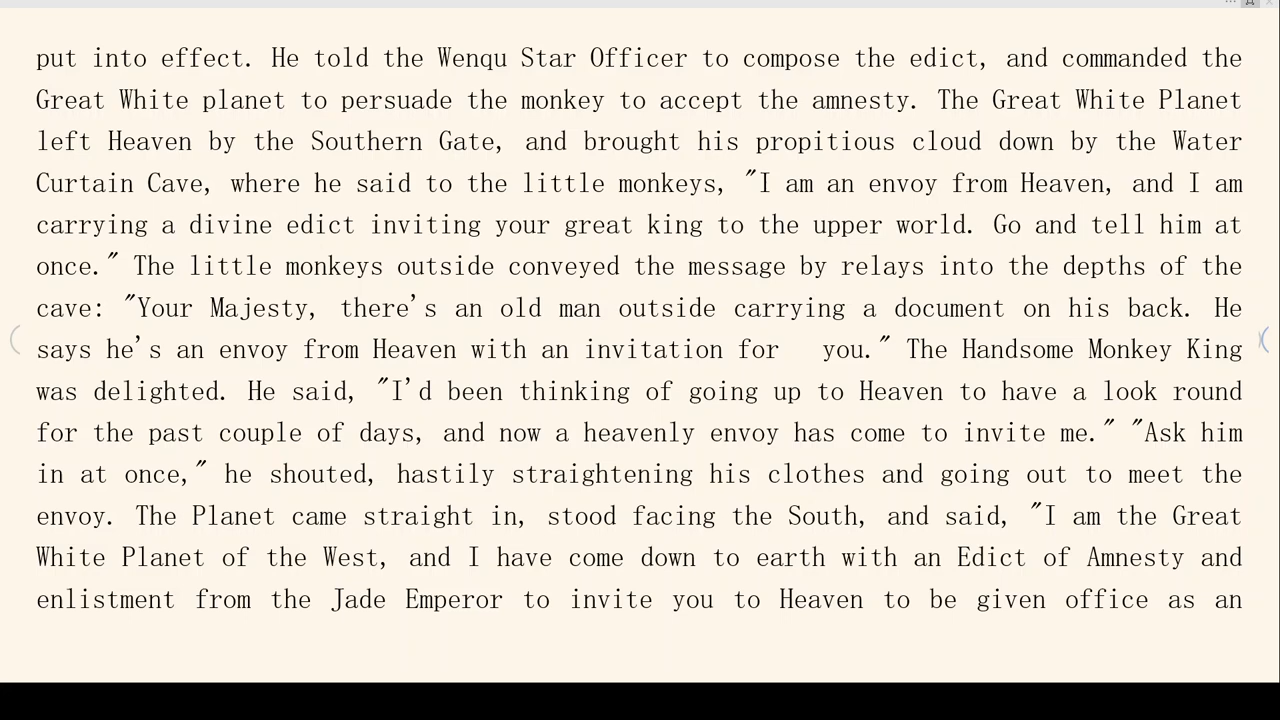 put into effect. He told the Wenqu Star Officer to compose the edict, and commanded the
Great White planet to persuade the monkey to accept the amnesty. The Great White Planet
left Heaven by the Southern Gate, and brought his propitious cloud down by the Water
Curtain Cave, where he said to the little monkeys, "I am an envoy from Heaven, and I am
carrying a divine edict inviting your great king to the upper world. Go and tell him at
once." The little monkeys outside conveyed the message by relays into the depths of the
cave: "Your Majesty, there's an old man outside carrying a document on his back. He
says he's an envoy from Heaven with an invitation for you." The Handsome Monkey King
was delighted. He said, "I'd been thinking of going up to Heaven to have a look round
for the past couple of days, and now a heavenly envoy has come to invite me." "Ask him
in at once," he shouted, hastily straightening his clothes and going out to meet the
envoy. The Planet came straight in, stood facing the South, and said, "I am the Great
White Planet of the West, and I have come down to earth with an Edict of Amnesty and
enlistment from the Jade Emperor to invite you to Heaven to be given office as an